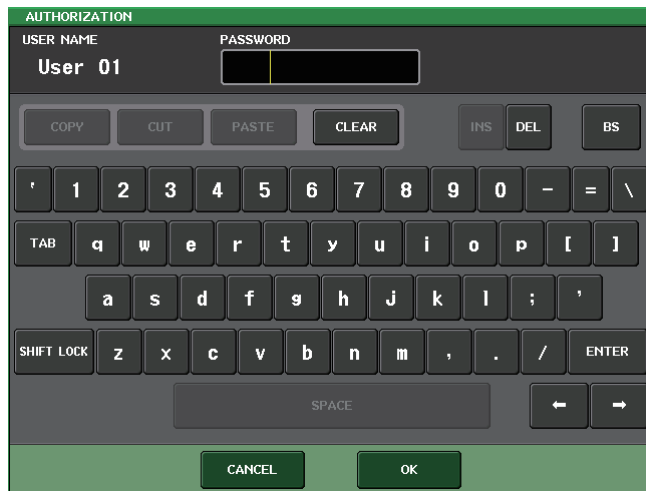 AUTHORIZATION
USER NAME PASSWORD
User 01
COPY CUT PASTE CLEAR INS DEL BS
' 1 2 3 4 5 6 7 8 9 0 - = \
TAB q w e r t y u i o p [ ]
a s d f g h j k l ; '
SHIFT LOCK z x c v b n m , . / ENTER
SPACE ← →
CANCEL OK